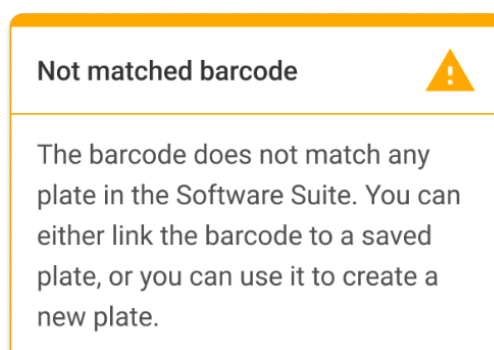 Not matched barcode
The barcode does not match any
plate in the Software Suite. You can
either link the barcode to a saved
plate, or you can use it to create a
new plate.